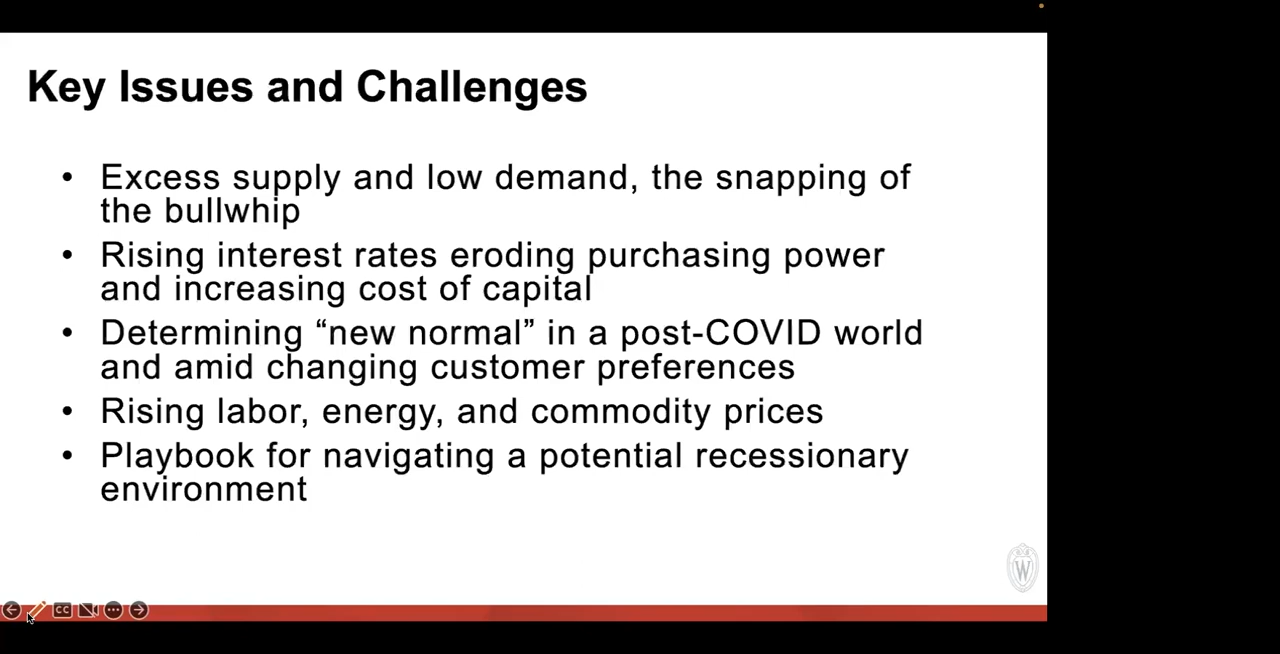 Key Issues and Challenges
• Excess supply and low demand, the snapping of
the bullwhip
• Rising interest rates eroding purchasing power
and increasing cost of capital
• Determining “new normal” in a post-COVID world
and amid changing customer preferences
• Rising labor, energy, and commodity prices
• Playbook for navigating a potential recessionary
environment
W
CC